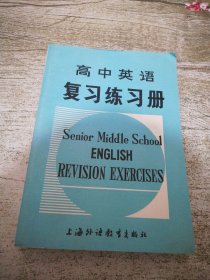 高中英语
复习练习册
Senior Middle School
ENGLISH
REVISION EXERCISES
上海外语教育出版社